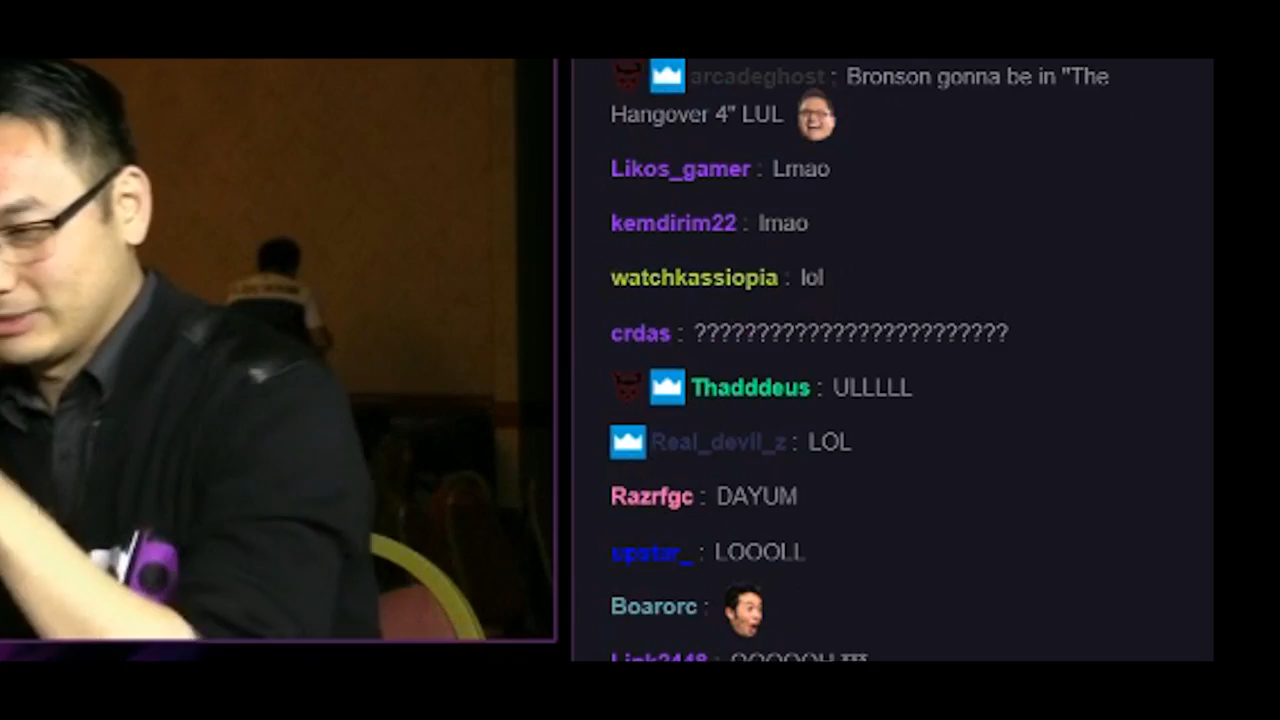 arcadeghost : Bronson gonna be in "The
Hangover 4" LUL
Likos_gamer : Lmao
kemdirim22 : lmao
watchkassiopia : lol
crdas : ?????????????????????????
Thadddeus : ULLLLL
Real_devil_z : LOL
Razrfgc : DAYUM
upstar_ : LOOOLL
Boarorc :